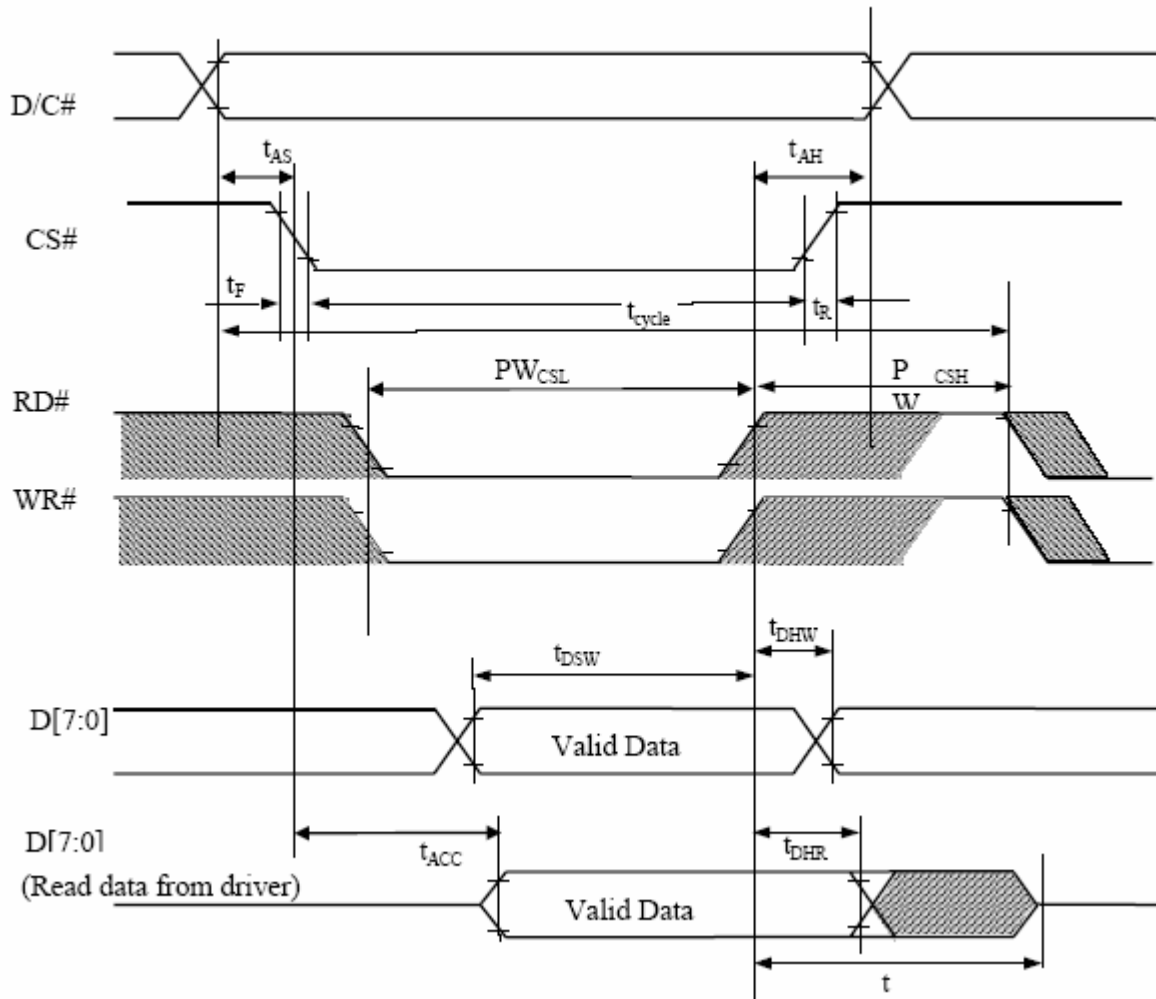 D/C#
tAS
tAH
CS#
tF
tcycle
tR
PWCSL
P CSH
W
RD#
WR#
tDSW
tDHW
D[7:0]
Valid Data
D[7:0]
(Read data from driver)
tACC
tDHR
Valid Data
t